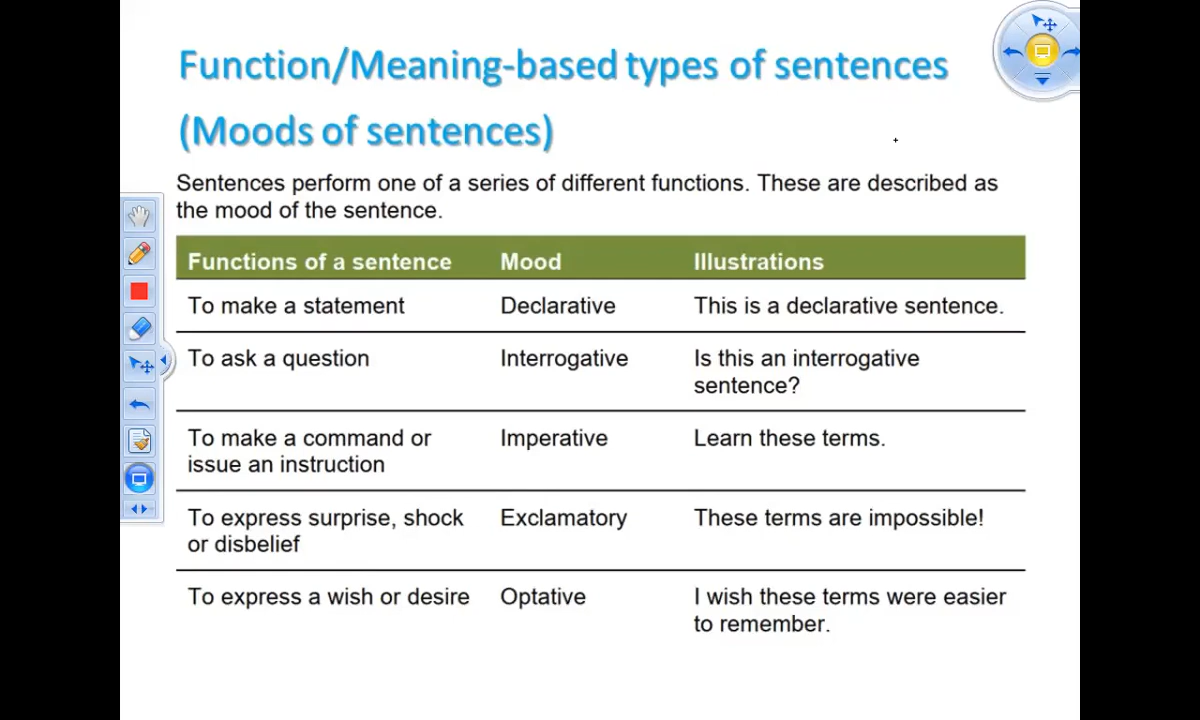 Function/Meaning-based types of sentences
(Moods of sentences)
Sentences perform one of a series of different functions. These are described as
the mood of the sentence.
Functions of a sentence Mood Illustrations
To make a statement Declarative This is a declarative sentence.
To ask a question Interrogative Is this an interrogative
sentence?
To make a command or Imperative Learn these terms.
issue an instruction
To express surprise, shock Exclamatory These terms are impossible!
or disbelief
To express a wish or desire Optative I wish these terms were easier
to remember.